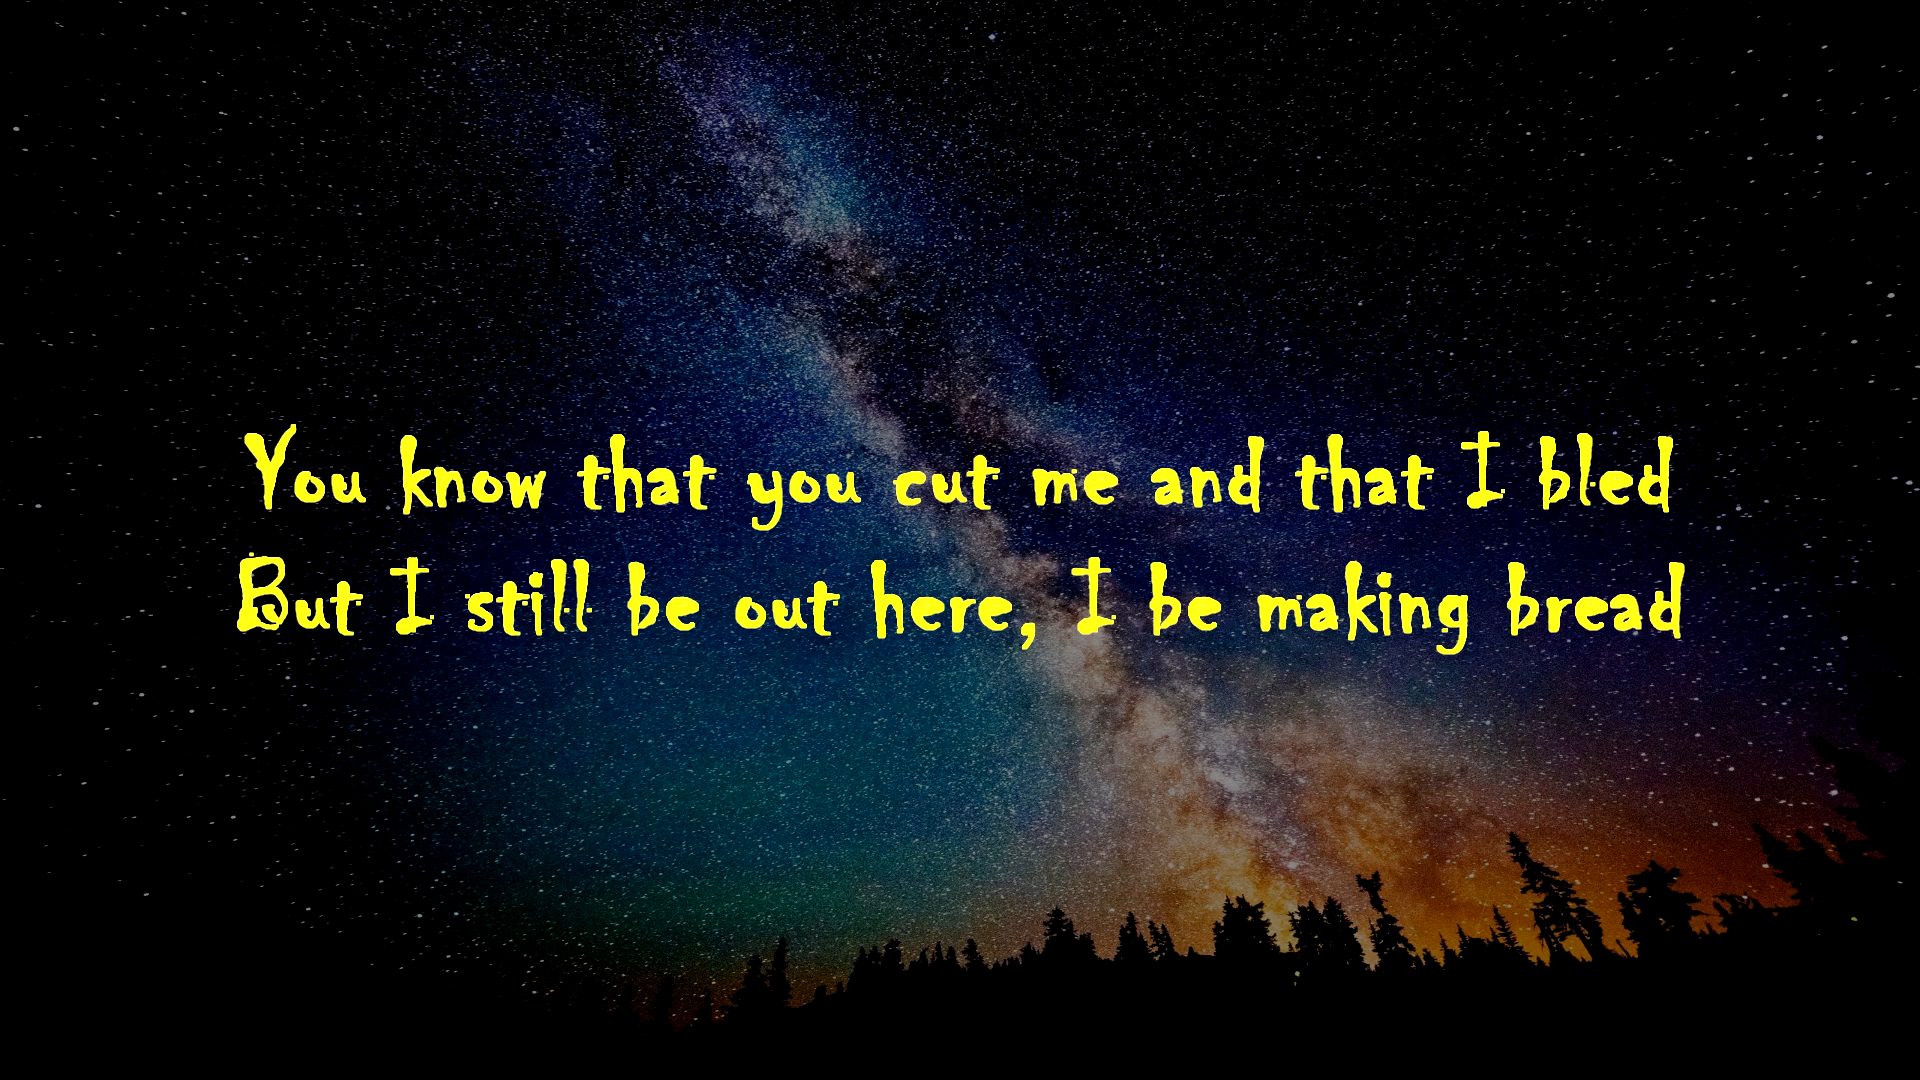 You know that you cut me and that I bled
But I still be out here, I be making bread